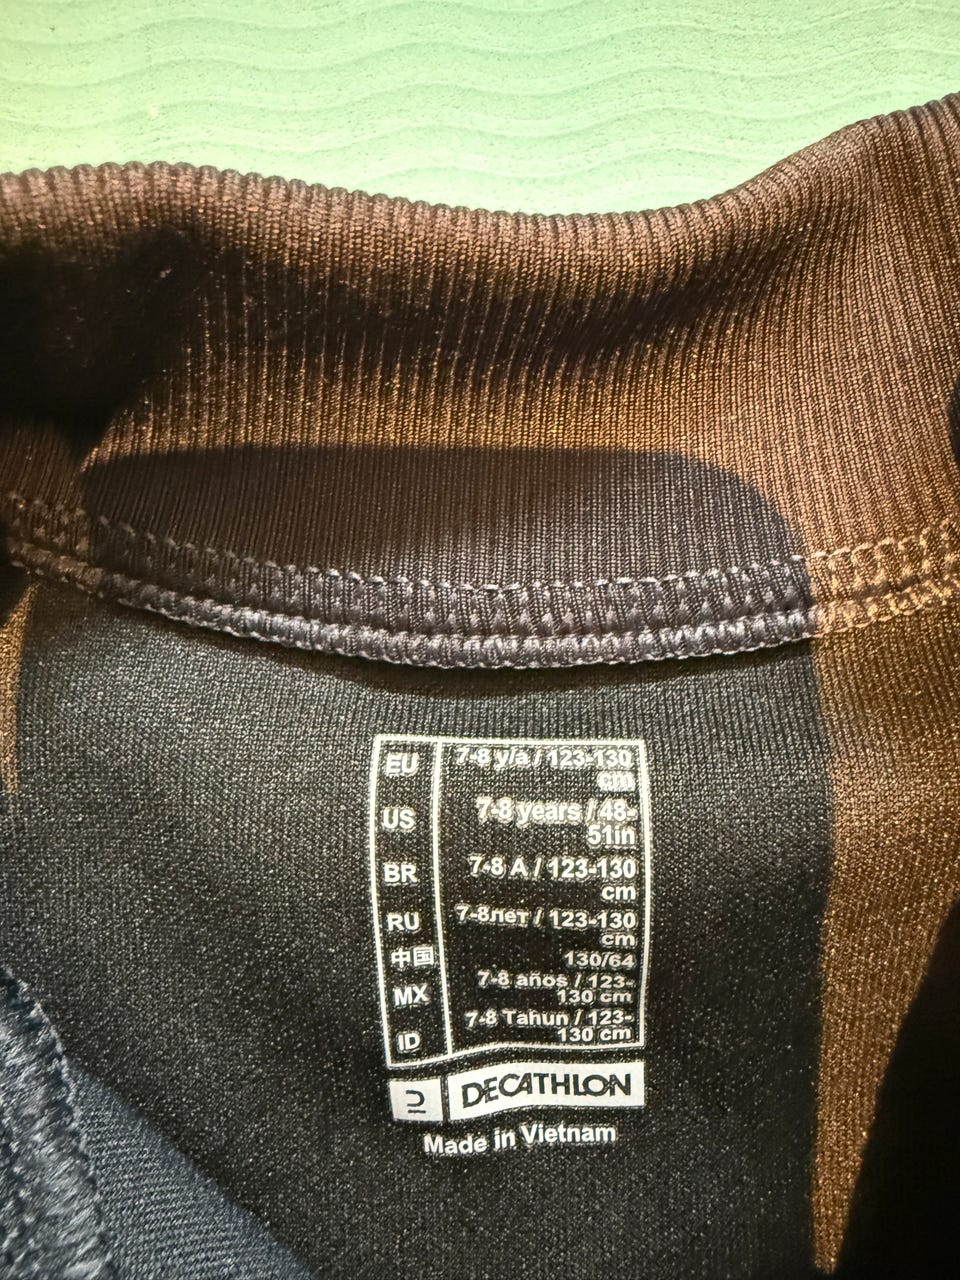 EU 7-8 y/a / 123-130
cm
US 7-8 years / 48-
51in
BR 7-8 A / 123-130
cm
RU 7-8лет / 123-130
cm
中国 130/64
MX 7-8 años / 123-
130 cm
ID 7-8 Tahun / 123-
130 cm
DECATHLON
Made in Vietnam